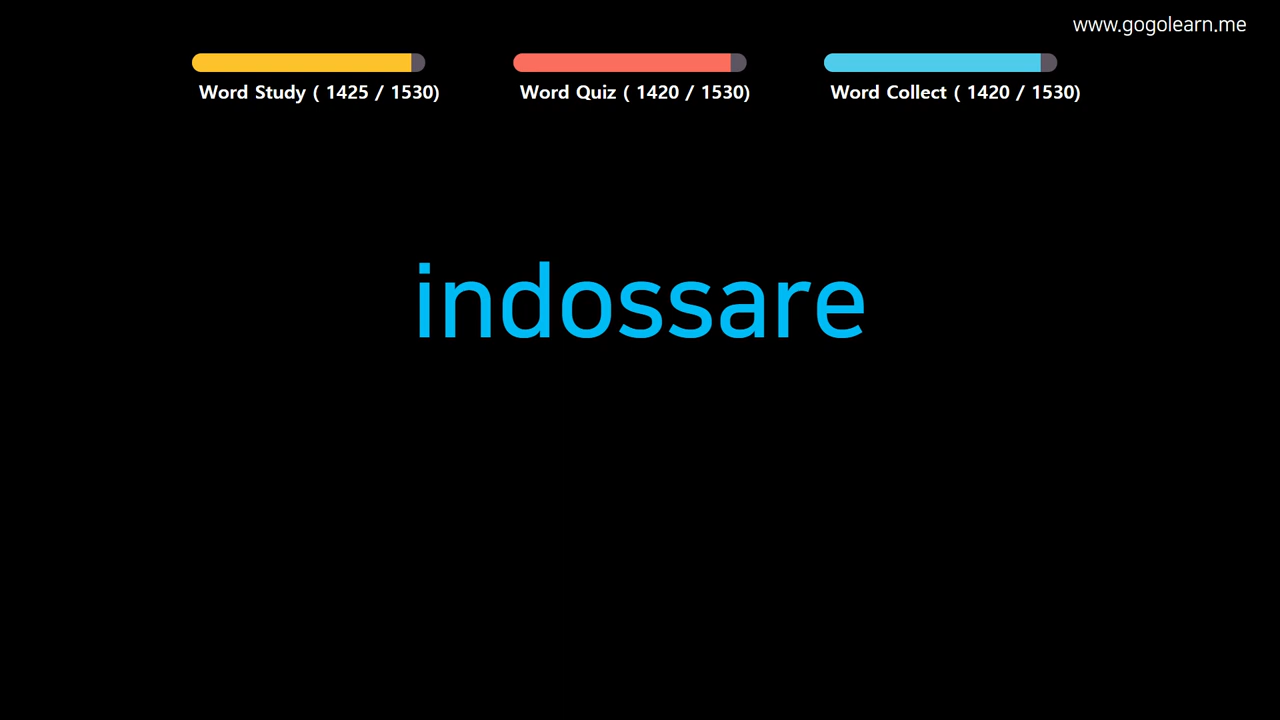 www.gogolearn.me
Word Study ( 1425 / 1530)
Word Quiz ( 1420 / 1530)
Word Collect ( 1420 / 1530)
indossare